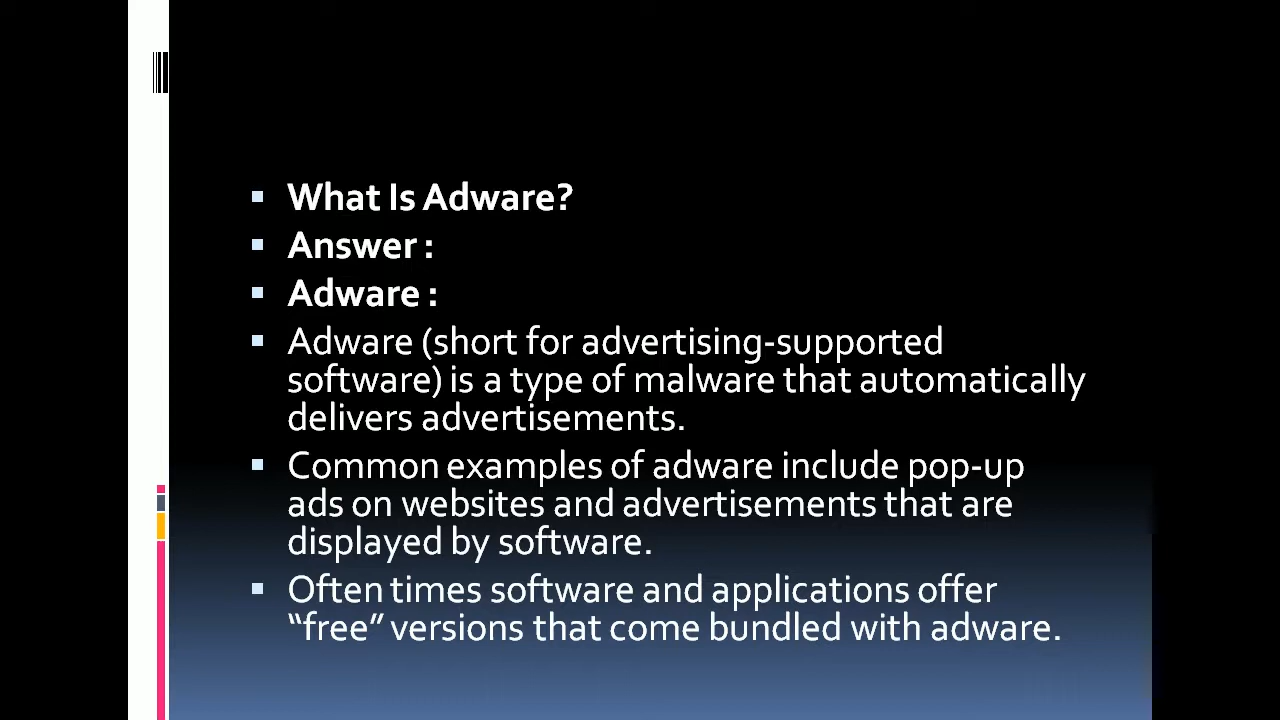 What Is Adware?
Answer :
Adware :
Adware (short for advertising-supported
software) is a type of malware that automatically
delivers advertisements.
Common examples of adware include pop-up
ads on websites and advertisements that are
displayed by software.
Often times software and applications offer
“free” versions that come bundled with adware.